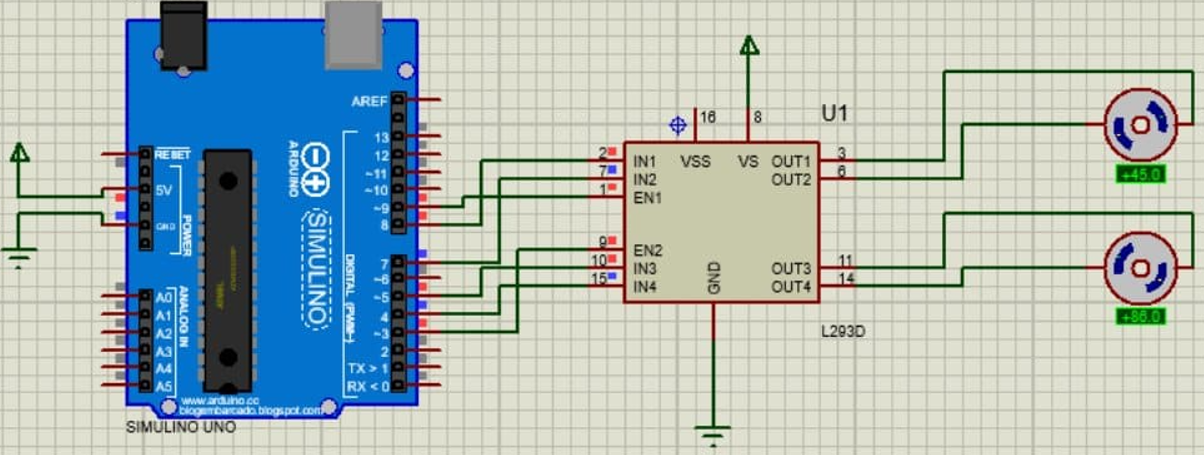 AREF
13
12
~11
~10
~9
8
7
~6
~5
4
~3
2
TX > 1
RX < 0
RESET
5V
GND
POWER
A0
A1
A2
A3
A4
A5
ANALOG IN
ARDUINO
SIMULINO
DIGITAL (PWM~)
www.arduino.cc
blogembarcado.blogspot.com
SIMULINO UNO
U1
16
8
VSS
VS
2
IN1
7
IN2
1
EN1
9
EN2
10
IN3
15
IN4
GND
OUT1
3
OUT2
6
OUT3
11
OUT4
14
L293D
+45.0
+86.0